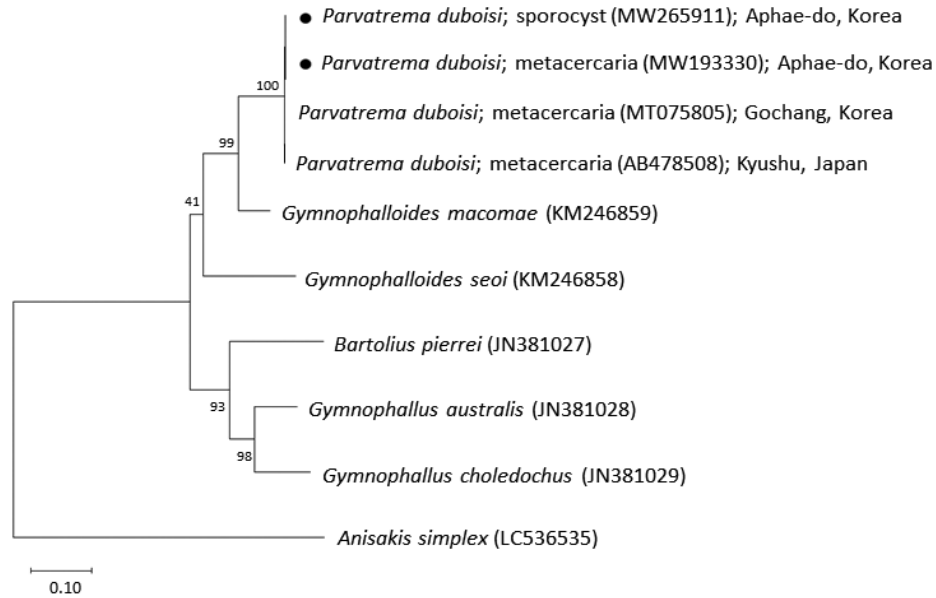 ● Parvatrema duboisi; sporocyst (MW265911); Aphae-do, Korea
● Parvatrema duboisi; metacercaria (MW193330); Aphae-do, Korea
100
Parvatrema duboisi; metacercaria (MT075805); Gochang, Korea
99
Parvatrema duboisi; metacercaria (AB478508); Kyushu, Japan
41
Gymnophalloides macomae (KM246859)
Gymnophalloides seoi (KM246858)
Bartolius pierrei (JN381027)
93
Gymnophallus australis (JN381028)
98
Gymnophallus choledochus (JN381029)
Anisakis simplex (LC536535)
0.10